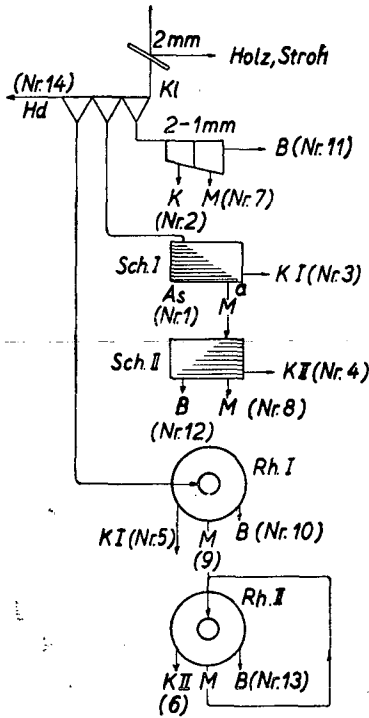 2mm
Holz, Stroh
(Nr. 14)
Kl
Hd
2-1mm
B (Nr. 11)
K M (Nr. 7)
(Nr. 2)
Sch. I
K I (Nr. 3)
As a
(Nr. 1) M
Sch. II
K II (Nr. 4)
B M (Nr. 8)
(Nr. 12)
Rh. I
K I (Nr. 5) M B (Nr. 10)
(9)
Rh. II
K II M B (Nr. 13)
(6)